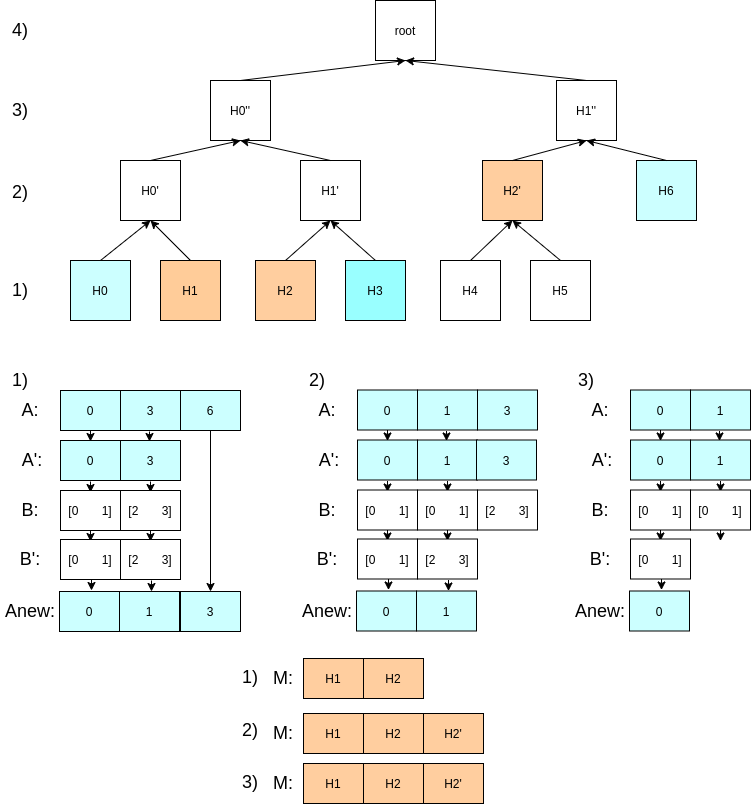 4) root
3) H0'' H1''
2) H0' H1' H2' H6
1) H0 H1 H2 H3 H4 H5
1)
A: 0 3 6
A': 0 3
B: [0 1] [2 3]
B': [0 1] [2 3]
Anew: 0 1 3
2)
A: 0 1 3
A': 0 1 3
B: [0 1] [0 1] [2 3]
B': [0 1] [2 3]
Anew: 0 1
3)
A: 0 1
A': 0 1
B: [0 1] [0 1]
B': [0 1]
Anew: 0
1) M: H1 H2
2) M: H1 H2 H2'
3) M: H1 H2 H2'